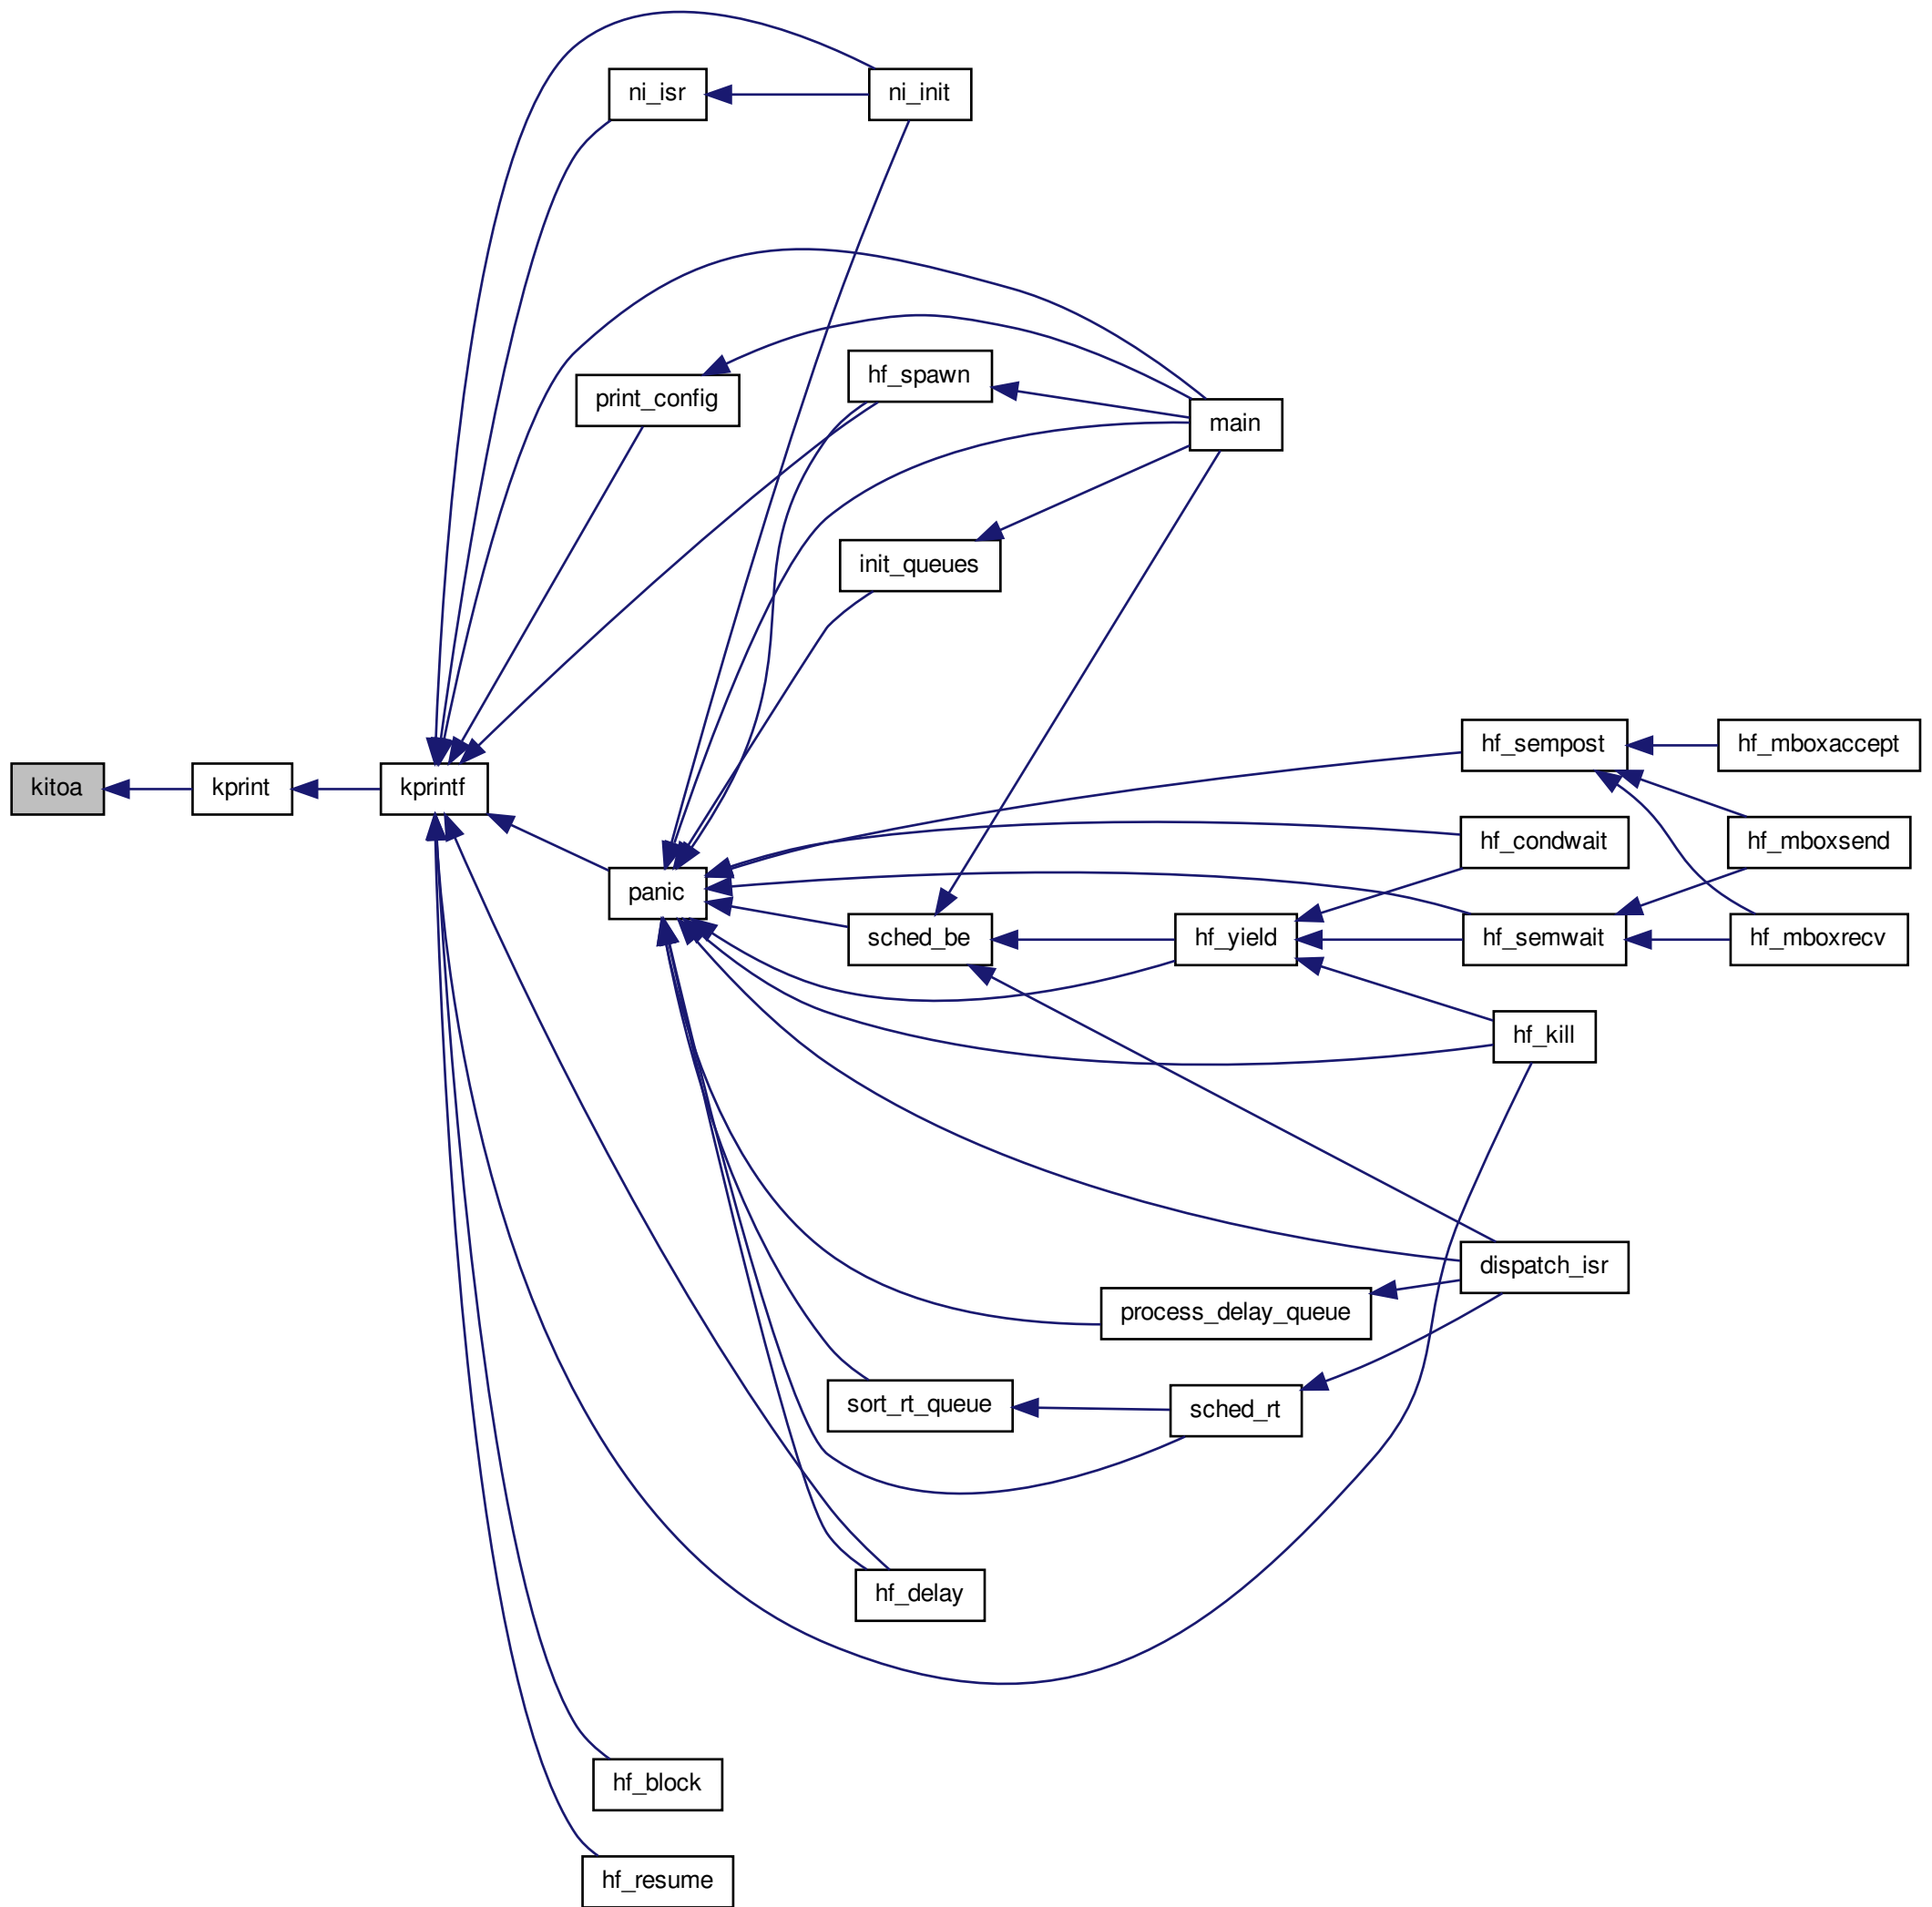 ni_isr
ni_init
hf_spawn
print_config
main
init_queues
hf_sempost
hf_mboxaccept
kitoa
kprint
kprintf
hf_condwait
hf_mboxsend
panic
sched_be
hf_yield
hf_semwait
hf_mboxrecv
hf_kill
dispatch_isr
process_delay_queue
sort_rt_queue
sched_rt
hf_delay
hf_block
hf_resume